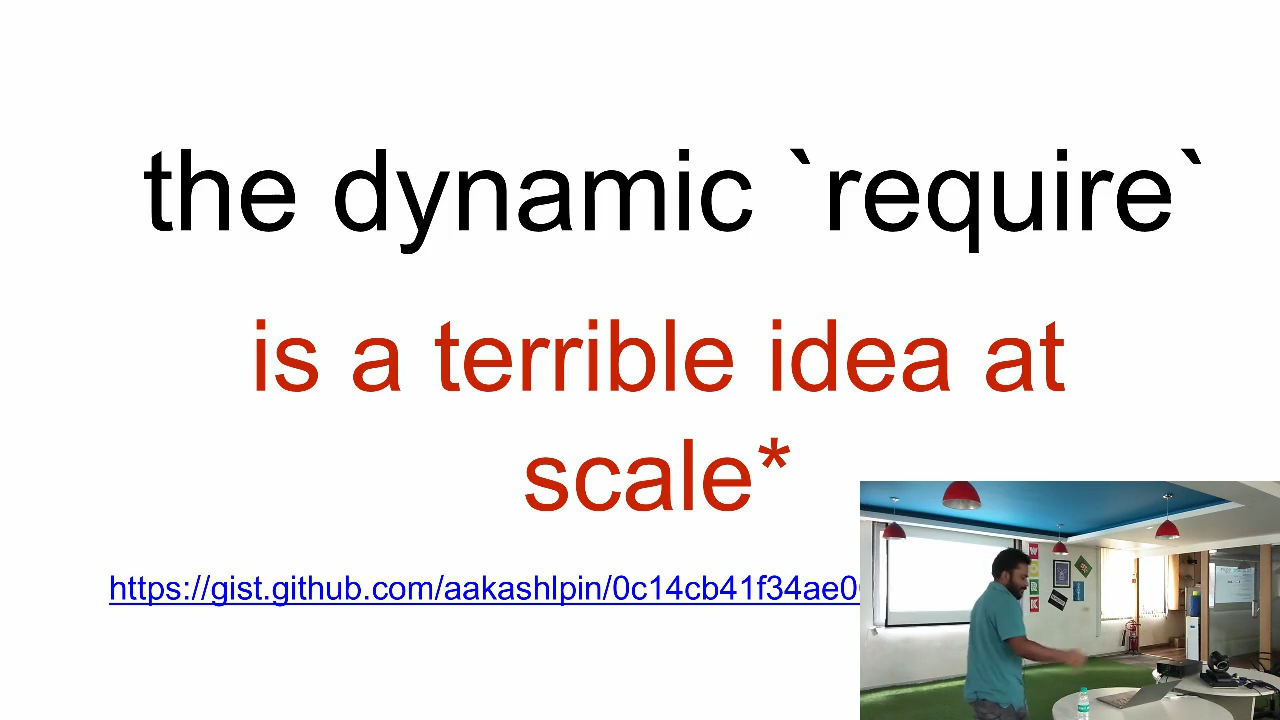 the dynamic `require`
is a terrible idea at
scale*
https://gist.github.com/aakashlpin/0c14cb41f34ae0